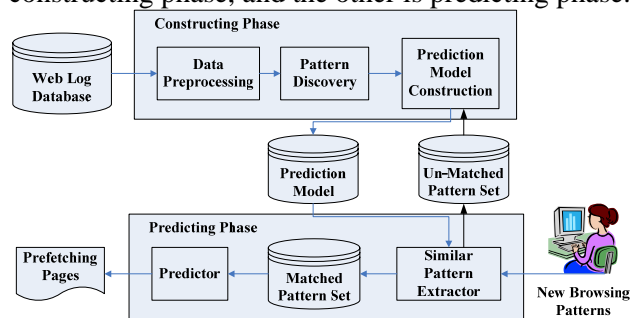 constructing phase, and the other is predicting phase.
Constructing Phase
Web Log
Database
Data
Preprocessing
Pattern
Discovery
Prediction
Model
Construction
Prediction
Model
Un-Matched
Pattern Set
Predicting Phase
Prefetching
Pages
Predictor
Matched
Pattern Set
Similar
Pattern
Extractor
New Browsing
Patterns